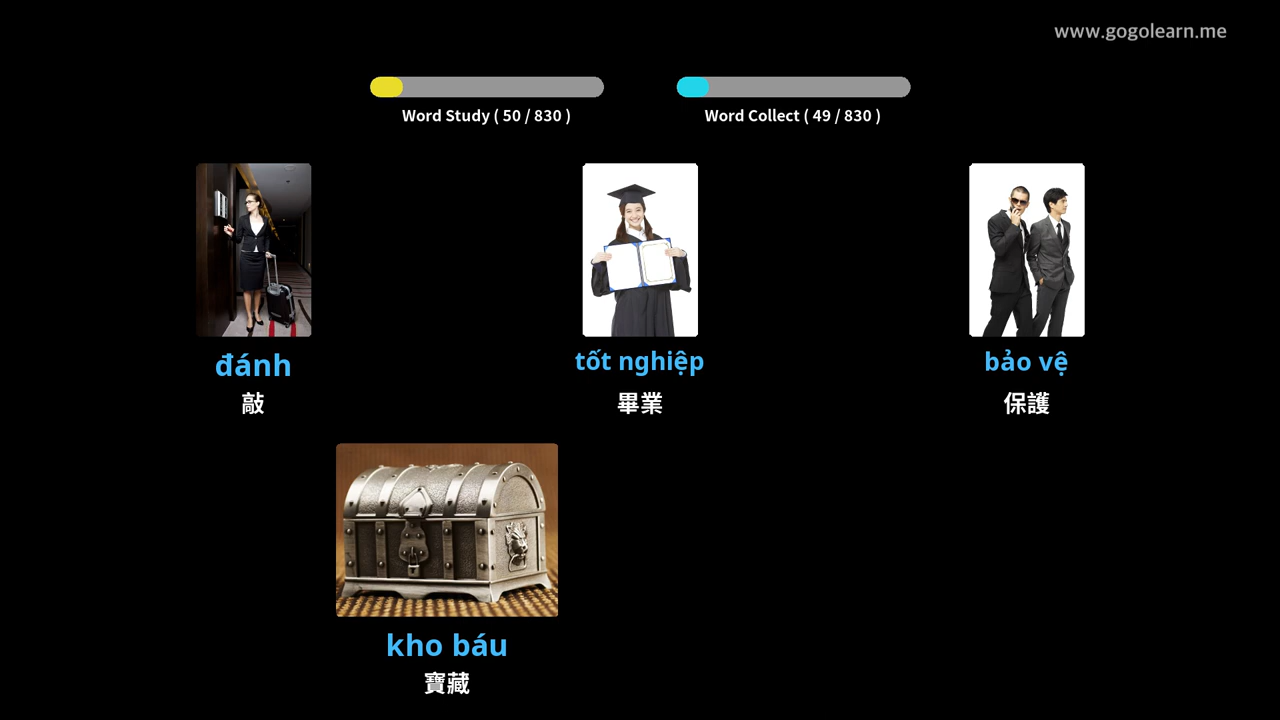 www.gogolearn.me
Word Study ( 50 / 830 )
Word Collect ( 49 / 830 )
đánh
敲
tốt nghiệp
畢業
bảo vệ
保護
kho báu
寶藏